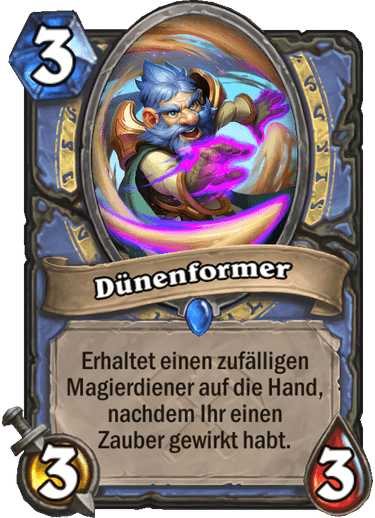 3
Dünenformer
Erhaltet einen zufälligen
Magierdiener auf die Hand,
nachdem Ihr einen
Zauber gewirkt habt.
3
3